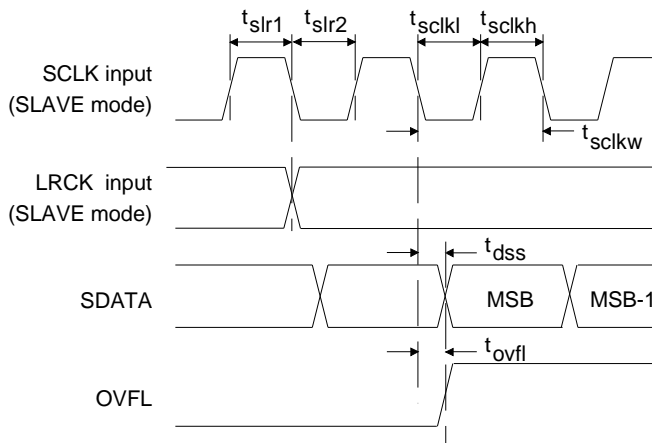 tslr1 tslr2 tsclkl tsclkh
SCLK input
(SLAVE mode)
tsclkw
LRCK input
(SLAVE mode)
tdss
SDATA MSB MSB-1
tovfl
OVFL